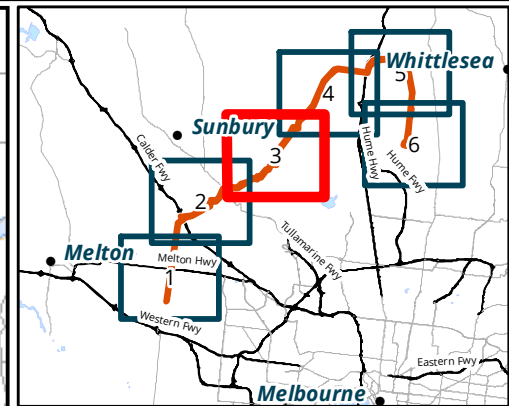 Whittlesea
5
4
Sunbury
Hume Hwy
6
Calder Fwy
3
Hume Fwy
2
Tullamarine Fwy
Melton
Melton Hwy
1
Western Fwy
Eastern Fwy
Melbourne